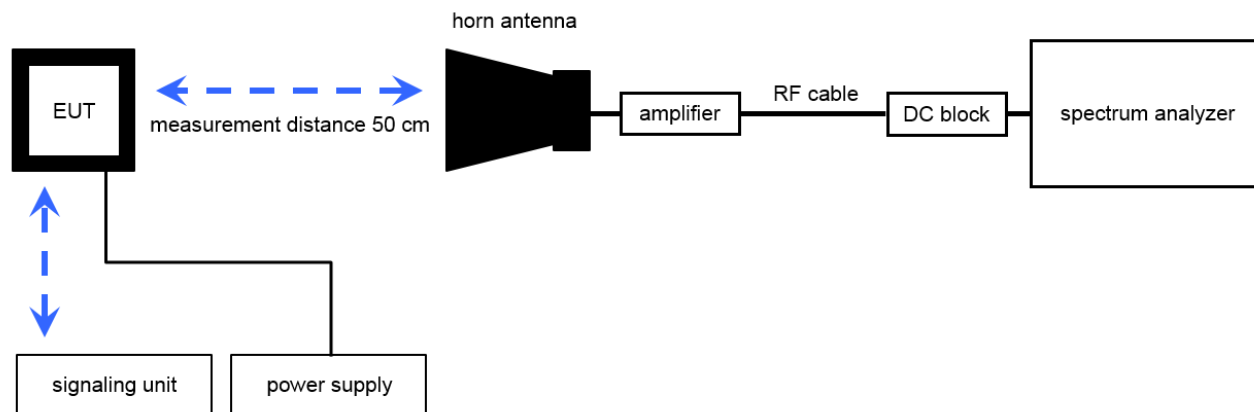 horn antenna
EUT
measurement distance 50 cm
amplifier
RF cable
DC block
spectrum analyzer
signaling unit
power supply